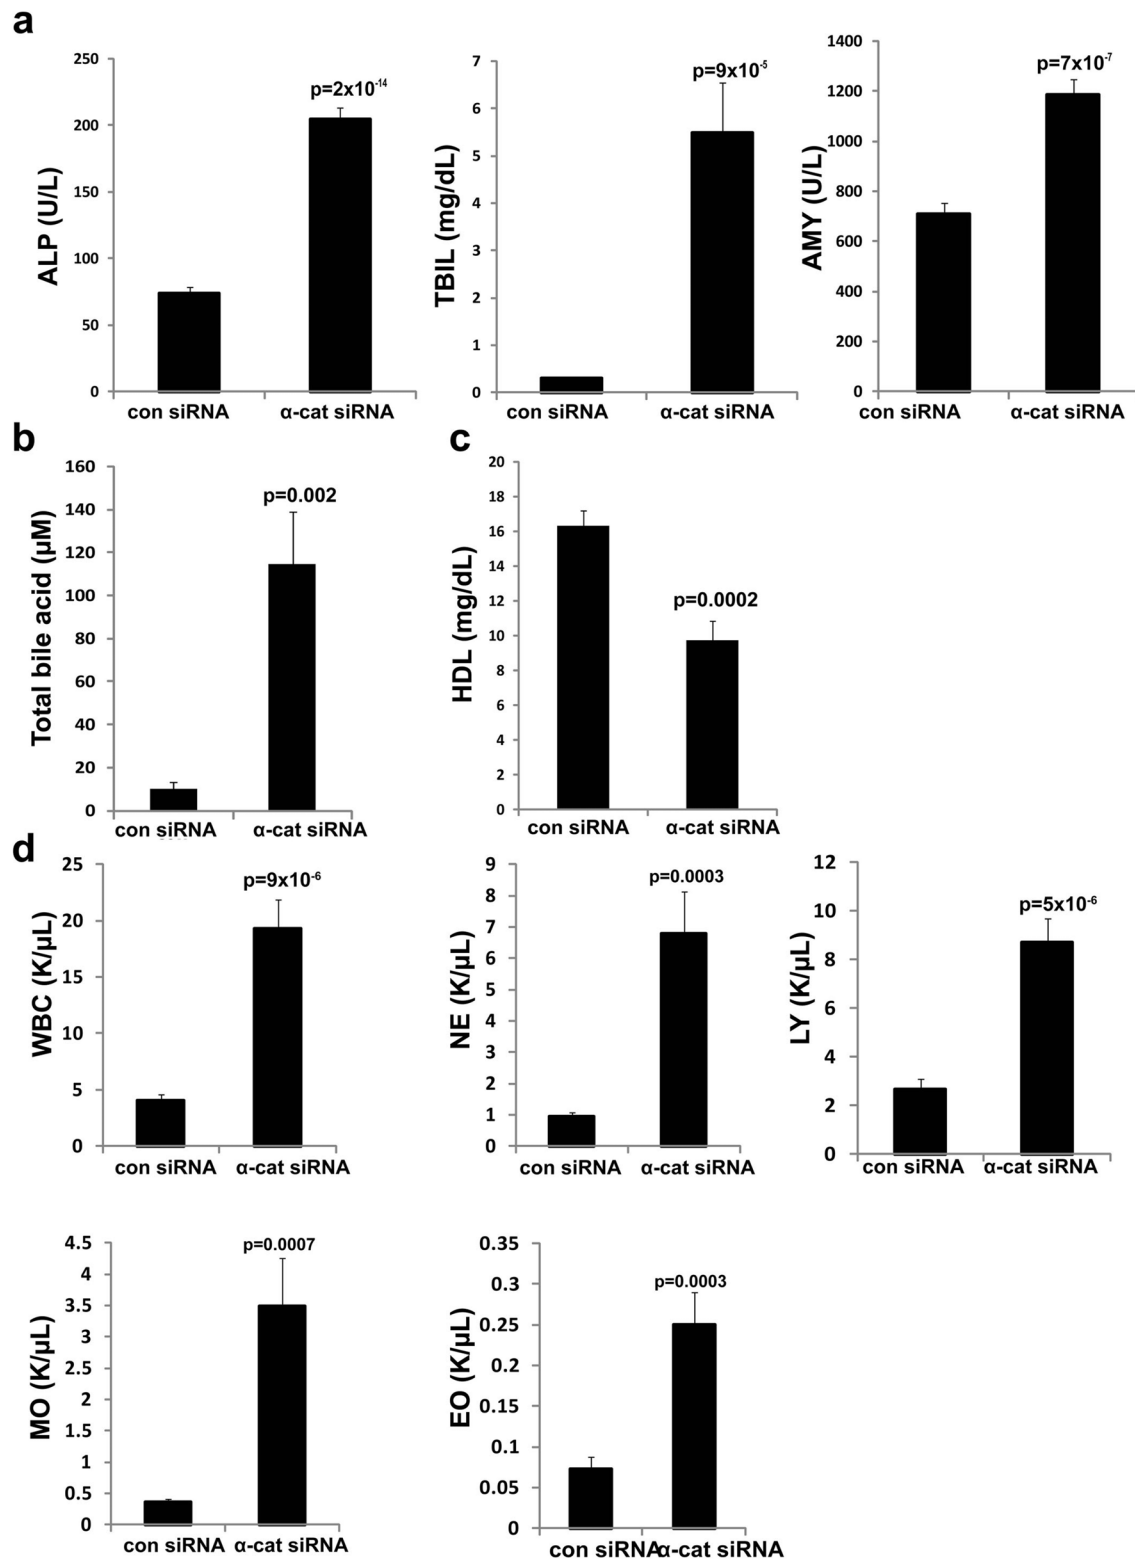 a
ALP (U/L)
250
200
150
100
50
0
p=2x10⁻¹⁴
con siRNA α-cat siRNA
TBIL (mg/dL)
7
6
5
4
3
2
1
0
p=9x10⁻⁵
con siRNA α-cat siRNA
AMY (U/L)
1400
1200
1000
800
600
400
200
0
p=7x10⁻⁷
con siRNA α-cat siRNA
b
Total bile acid (μM)
160
140
120
100
80
60
40
20
0
p=0.002
con siRNA α-cat siRNA
c
HDL (mg/dL)
20
18
16
14
12
10
8
6
4
2
0
p=0.0002
con siRNA α-cat siRNA
d
WBC (K/μL)
25
20
15
10
5
0
p=9x10⁻⁶
con siRNA α-cat siRNA
NE (K/μL)
9
8
7
6
5
4
3
2
1
0
p=0.0003
con siRNA α-cat siRNA
LY (K/μL)
12
10
8
6
4
2
0
p=5x10⁻⁶
con siRNA α-cat siRNA
MO (K/μL)
4.5
4
3.5
3
2.5
2
1.5
1
0.5
0
p=0.0007
con siRNA α-cat siRNA
EO (K/μL)
0.35
0.3
0.25
0.2
0.15
0.1
0.05
0
p=0.0003
con siRNA α-cat siRNA